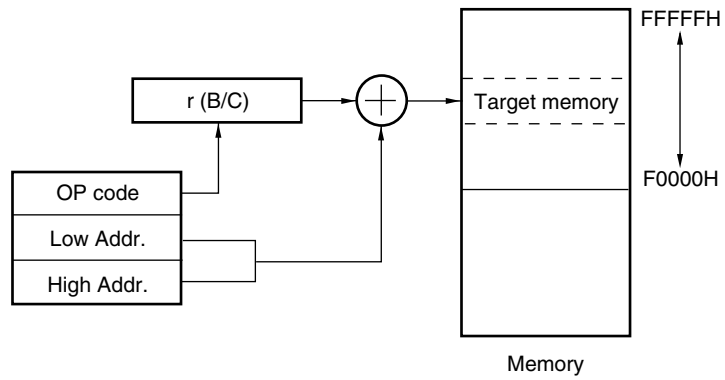 FFFFFH
r (B/C)
Target memory
OP code
F0000H
Low Addr.
High Addr.
Memory